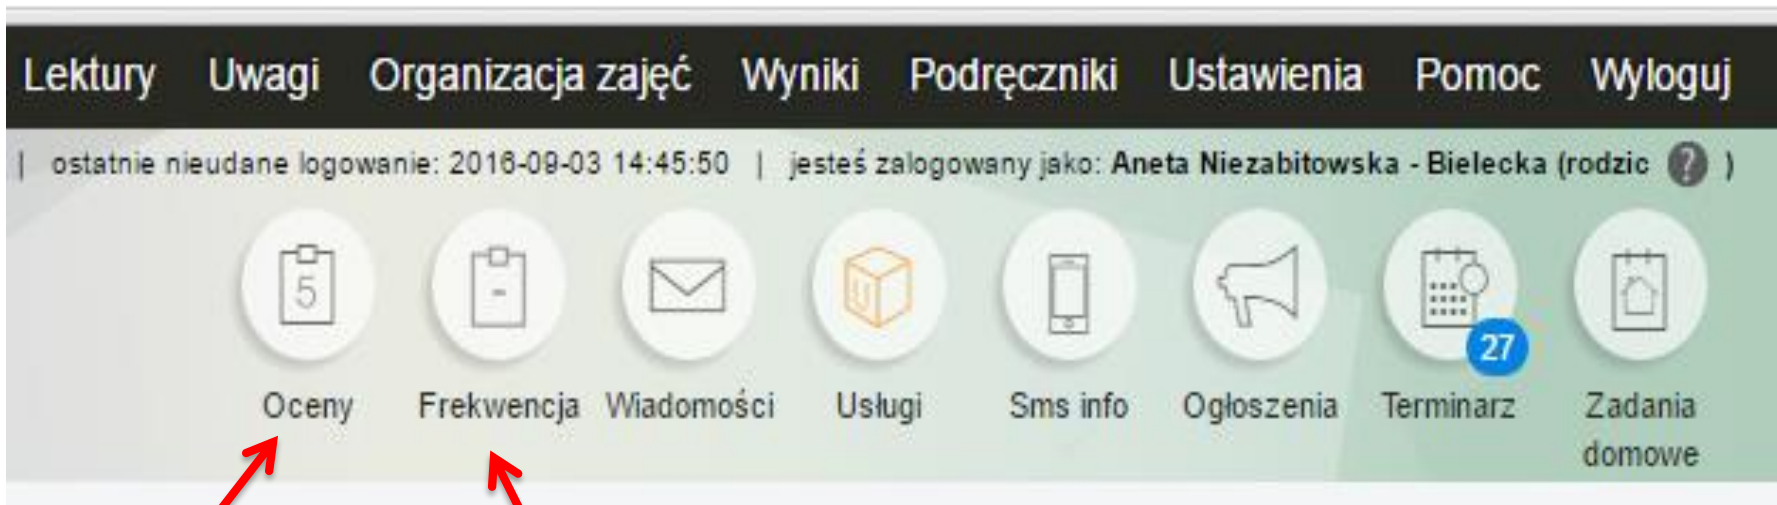 Lektury Uwagi Organizacja zajęć Wyniki Podręczniki Ustawienia Pomoc Wyloguj
| ostatnie nieudane logowanie: 2016-09-03 14:45:50 | jesteś zalogowany jako: Aneta Niezabitowska - Bielecka (rodzic ? )
5 - U 27
Oceny Frekwencja Wiadomości Usługi Sms info Ogłoszenia Terminarz Zadania
domowe